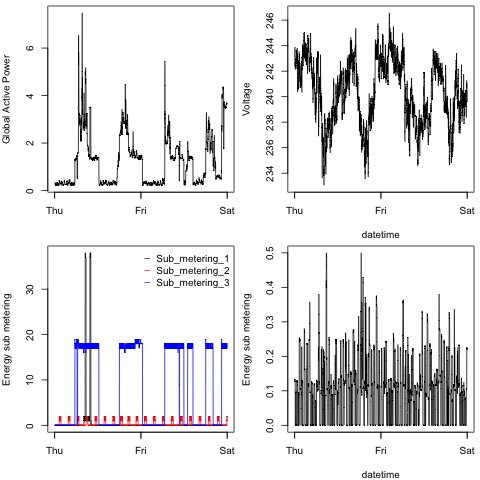 Global Active Power
0 2 4 6
Thu Fri Sat
Voltage
234 236 238 240 242 244 246
Thu Fri Sat
datetime
Energy sub metering
0 10 20 30
Sub_metering_1
Sub_metering_2
Sub_metering_3
Thu Fri Sat
Energy sub metering
0.0 0.1 0.2 0.3 0.4 0.5
Thu Fri Sat
datetime